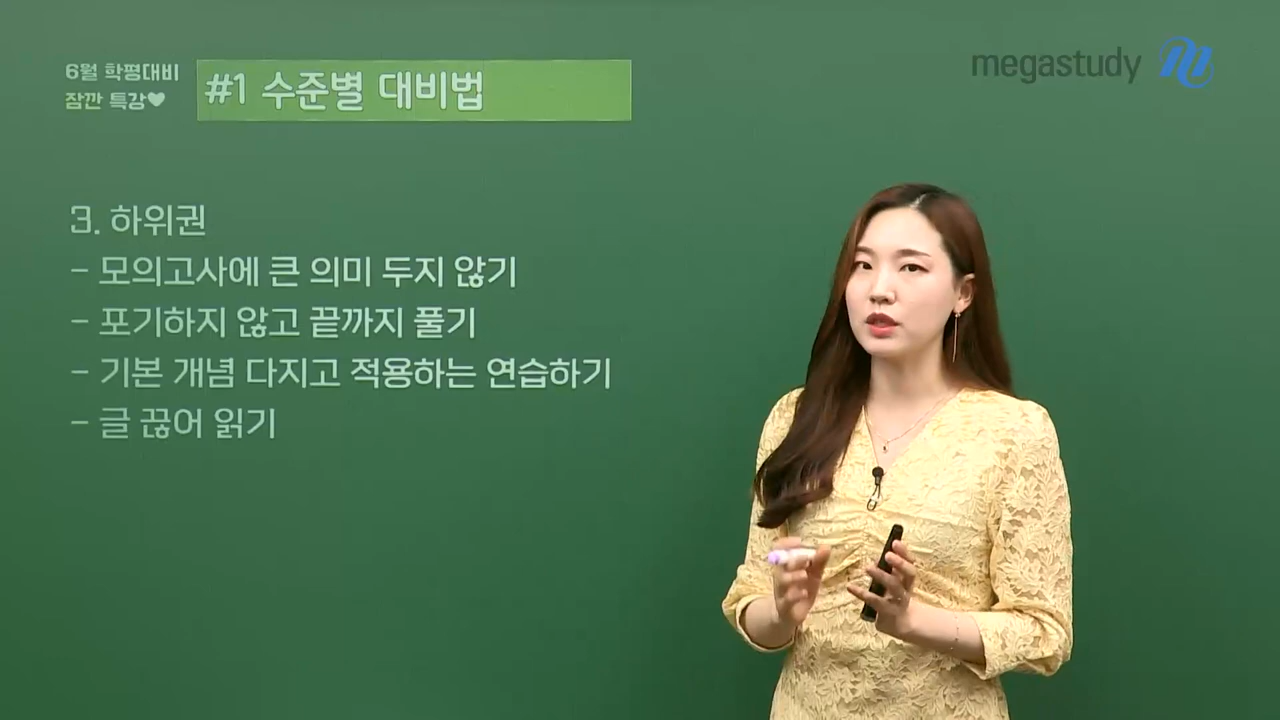 6월 학평대비
잠깐 특강♥
#1 수준별 대비법
megastudy
3. 하위권
- 모의고사에 큰 의미 두지 않기
- 포기하지 않고 끝까지 풀기
- 기본 개념 다지고 적용하는 연습하기
- 글 끊어 읽기